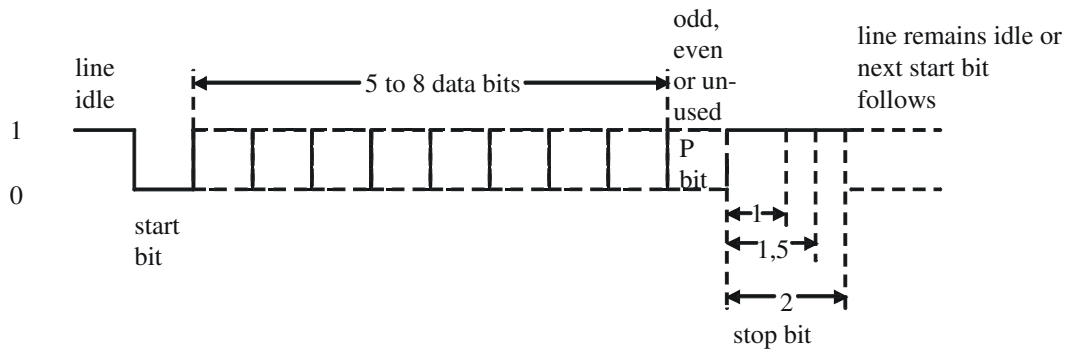 line
idle
5 to 8 data bits
odd,
even
or un-
used
line remains idle or
next start bit
follows
1
0
start
bit
P
bit
1
1,5
2
stop bit